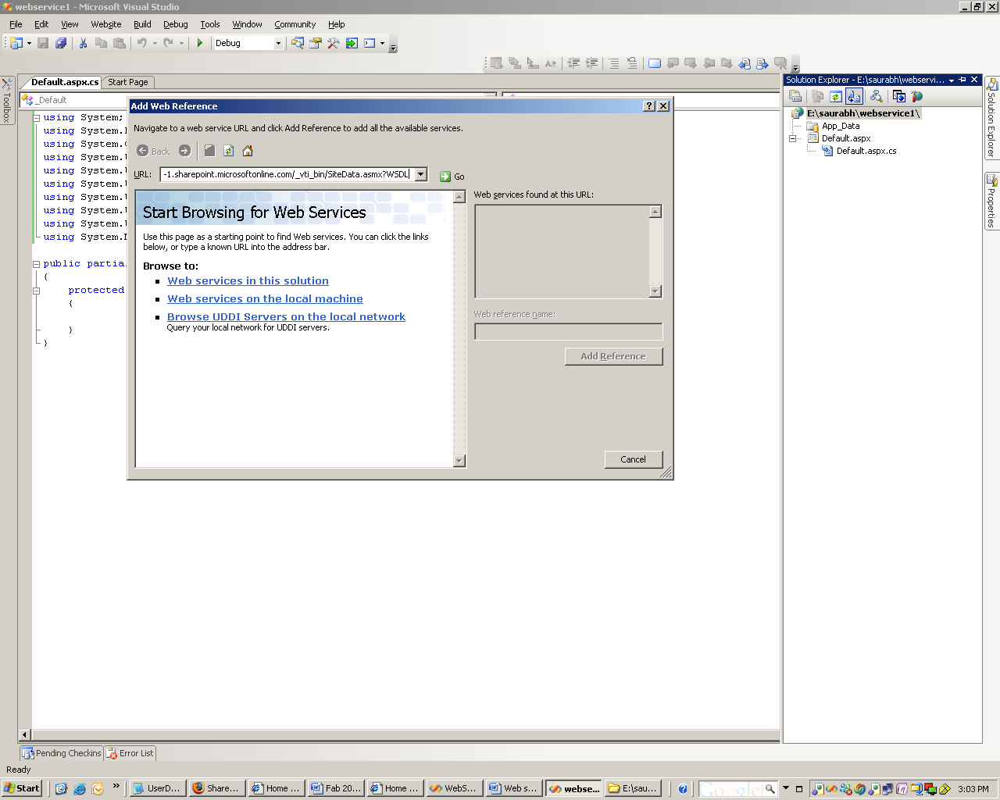 webservice1 - Microsoft Visual Studio
File Edit View Website Build Debug Tools Window Community Help
Debug
Default.aspx.cs Start Page
_Default
Toolbox
using System;
using System.
using System.
using System.
using System.
using System.
using System.
using System.
using System.
using System.
public partia
{
protected
{
}
}
Add Web Reference
Navigate to a web service URL and click Add Reference to add all the available services.
Back
URL: -1.sharepoint.microsoftonline.com/_vti_bin/SiteData.asmx?WSDL Go
Start Browsing for Web Services
Use this page as a starting point to find Web services. You can click the links
below, or type a known URL into the address bar.
Browse to:
Web services in this solution
Web services on the local machine
Browse UDDI Servers on the local network
Query your local network for UDDI servers.
Web services found at this URL:
Web reference name:
Add Reference
Cancel
Solution Explorer - E:\saurabh\webservi...
E:\saurabh\webservice1\
App_Data
Default.aspx
Default.aspx.cs
Solution Explorer
Properties
Pending Checkins Error List
Ready
Start » UserD... Share... Home ... Fab 20... Home ... WebS... Web s... webse... E:\sau... Google 3:03 PM